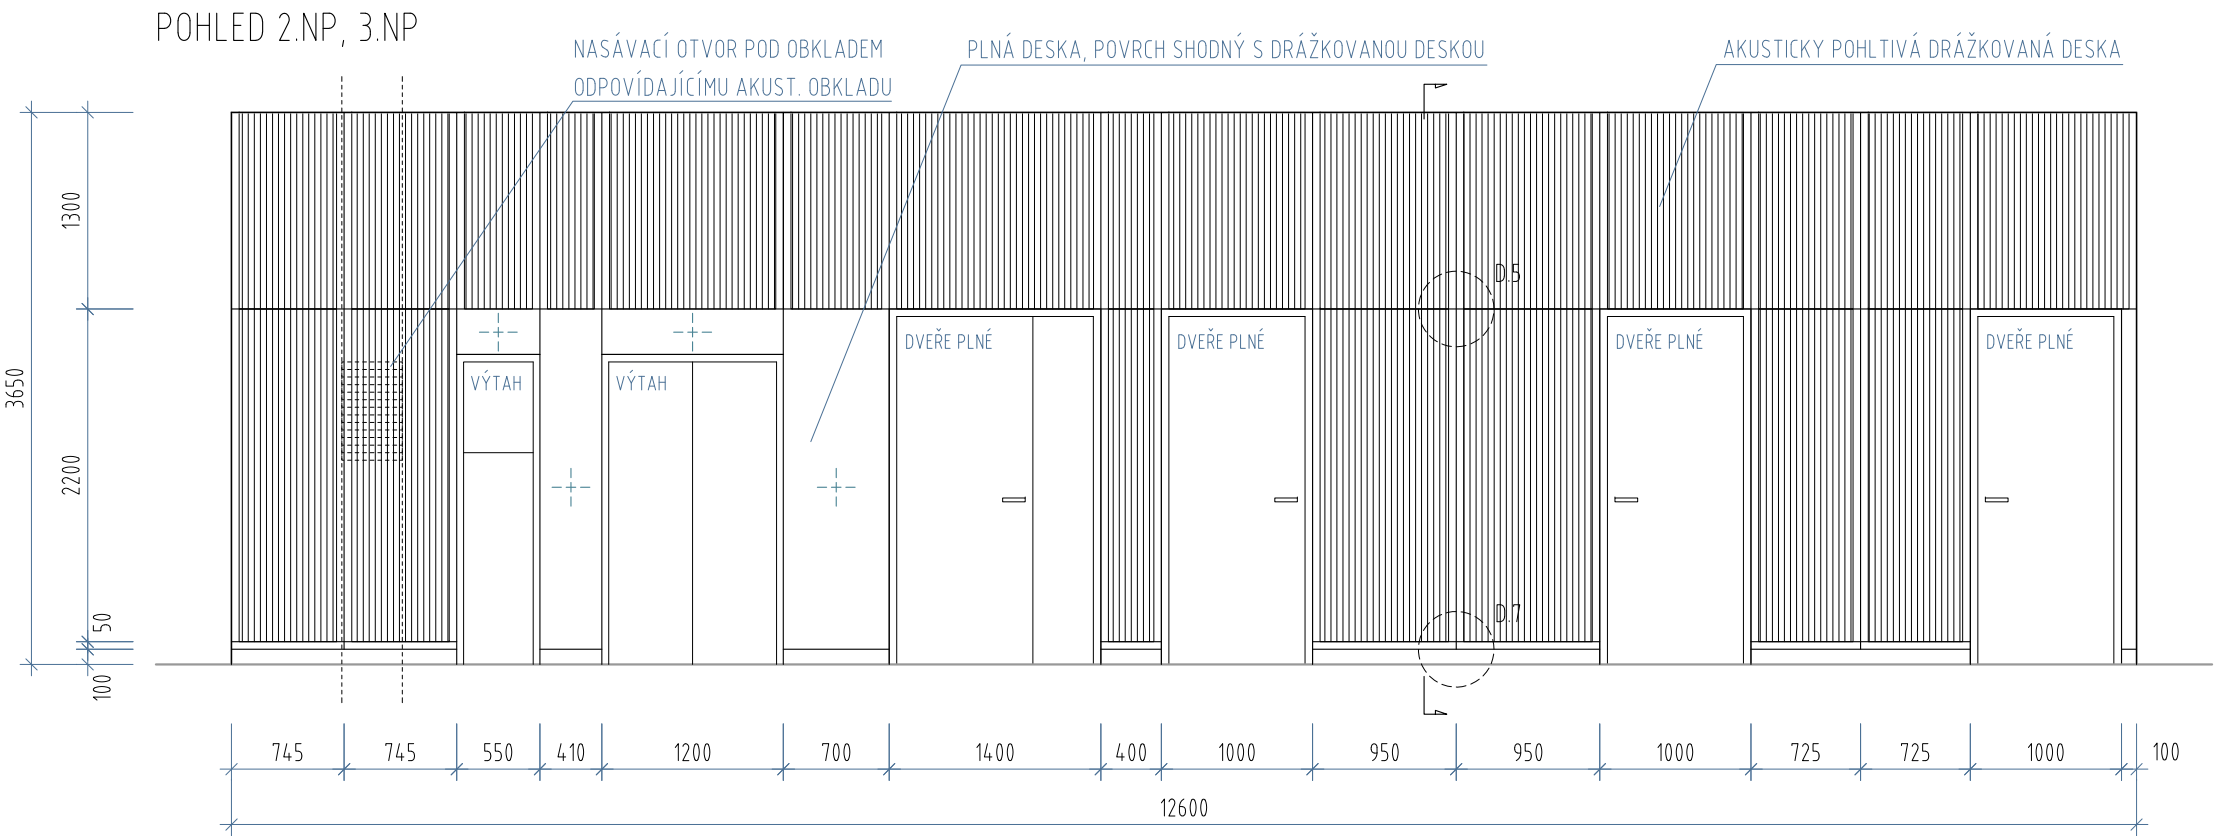 POHLED 2.NP, 3.NP
NASÁVACÍ OTVOR POD OBKLADEM
ODPOVÍDAJÍCÍMU AKUST. OBKLADU
PLNÁ DESKA, POVRCH SHODNÝ S DRÁŽKOVANOU DESKOU
AKUSTICKY POHLTIVÁ DRÁŽKOVANÁ DESKA
1300
2200
3650
50
100
D.5
D.7
VÝTAH
VÝTAH
DVEŘE PLNÉ
DVEŘE PLNÉ
DVEŘE PLNÉ
DVEŘE PLNÉ
745 745 550 410 1200 700 1400 400 1000 950 950 1000 725 725 1000 100
12600